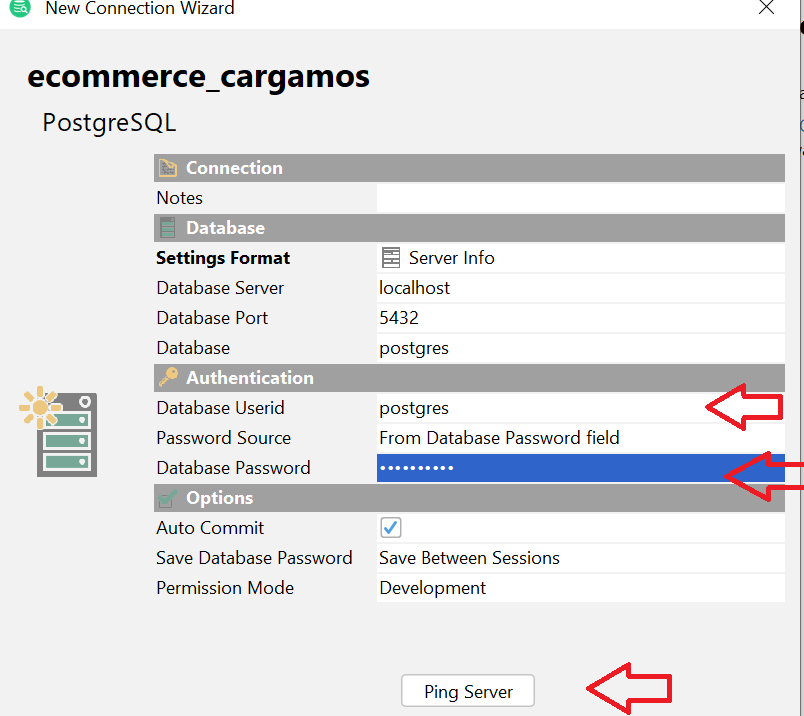 New Connection Wizard
ecommerce_cargamos
PostgreSQL
Connection
Notes
Database
Settings Format Server Info
Database Server localhost
Database Port 5432
Database postgres
Authentication
Database Userid postgres
Password Source From Database Password field
Database Password ••••••••••
Options
Auto Commit
Save Database Password Save Between Sessions
Permission Mode Development
Ping Server